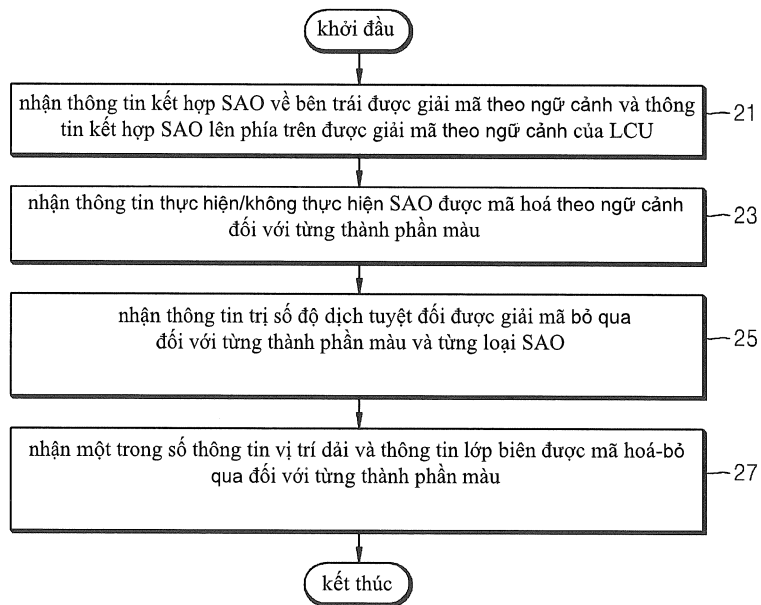 khởi đầu
nhận thông tin kết hợp SAO về bên trái được giải mã theo ngữ cảnh và thông
tin kết hợp SAO lên phía trên được giải mã theo ngữ cảnh của LCU
21
nhận thông tin thực hiện/không thực hiện SAO được mã hoá theo ngữ cảnh
đối với từng thành phần màu
23
nhận thông tin trị số độ dịch tuyệt đối được giải mã bỏ qua
đối với từng thành phần màu và từng loại SAO
25
nhận một trong số thông tin vị trí dải và thông tin lớp biên được mã hoá-bỏ
qua đối với từng thành phần màu
27
kết thúc